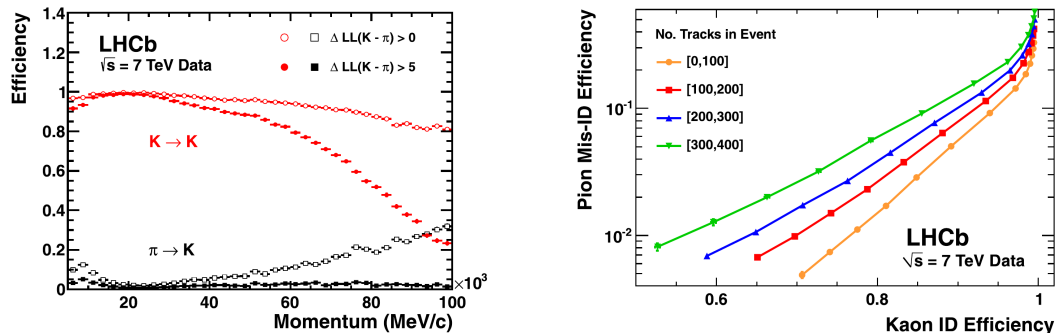 Efficiency
1.4
1.2
1
0.8
0.6
0.4
0.2
0
LHCb
√s = 7 TeV Data
Δ LL(K - π) > 0
Δ LL(K - π) > 5
K → K
π → K
20 40 60 80 100
×10³
Momentum (MeV/c)
Pion Mis-ID Efficiency
10⁻¹
10⁻²
No. Tracks in Event
[0,100]
[100,200]
[200,300]
[300,400]
LHCb
√s = 7 TeV Data
0.6 0.8 1
Kaon ID Efficiency